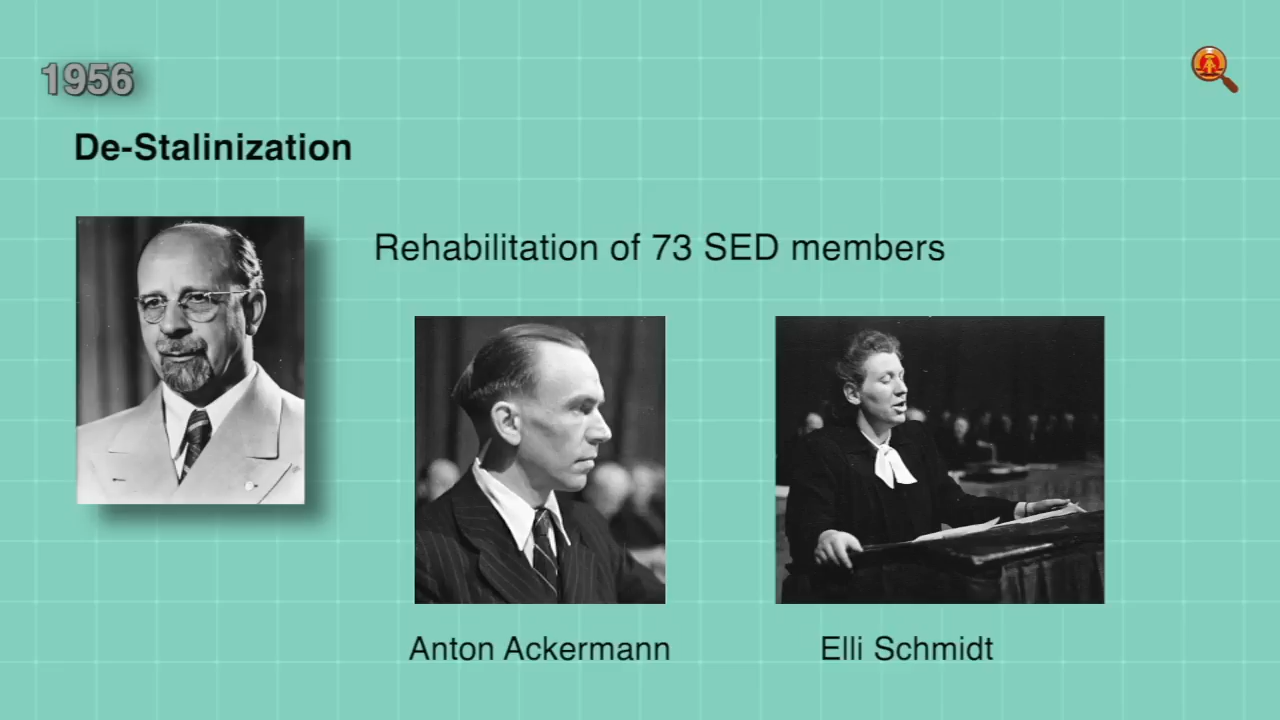 1956
De-Stalinization
Rehabilitation of 73 SED members
Anton Ackermann
Elli Schmidt